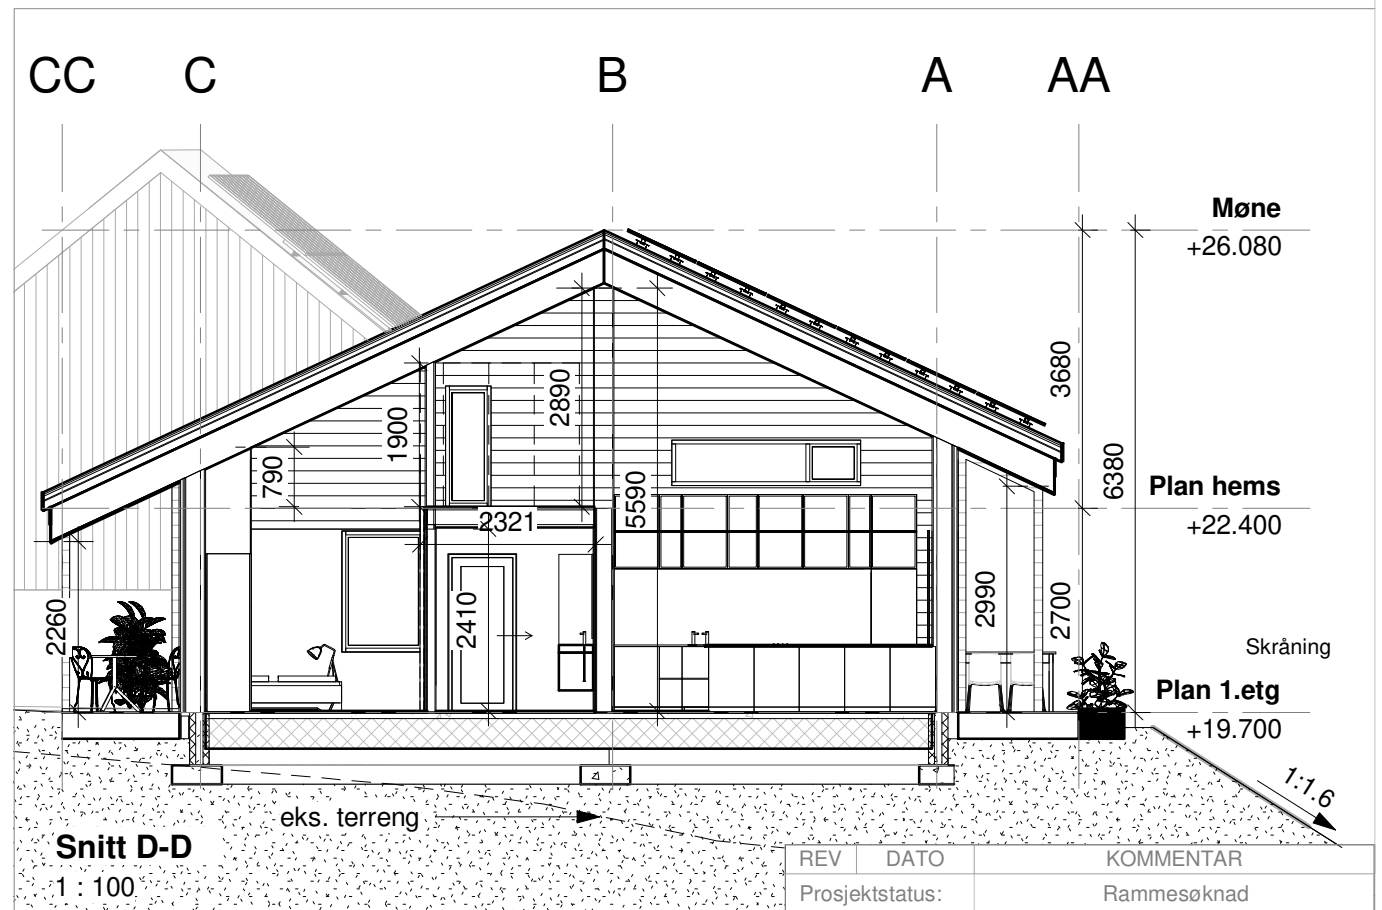 CC C B A AA
Møne
+26.080
3680
6380
2890
1900
790
5590
Plan hems
+22.400
2321
2260
2410
2990
2700
Skråning
Plan 1.etg
+19.700
1:1.6
eks. terreng
Snitt D-D
1 : 100
REV DATO KOMMENTAR
Prosjektstatus: Rammesøknad